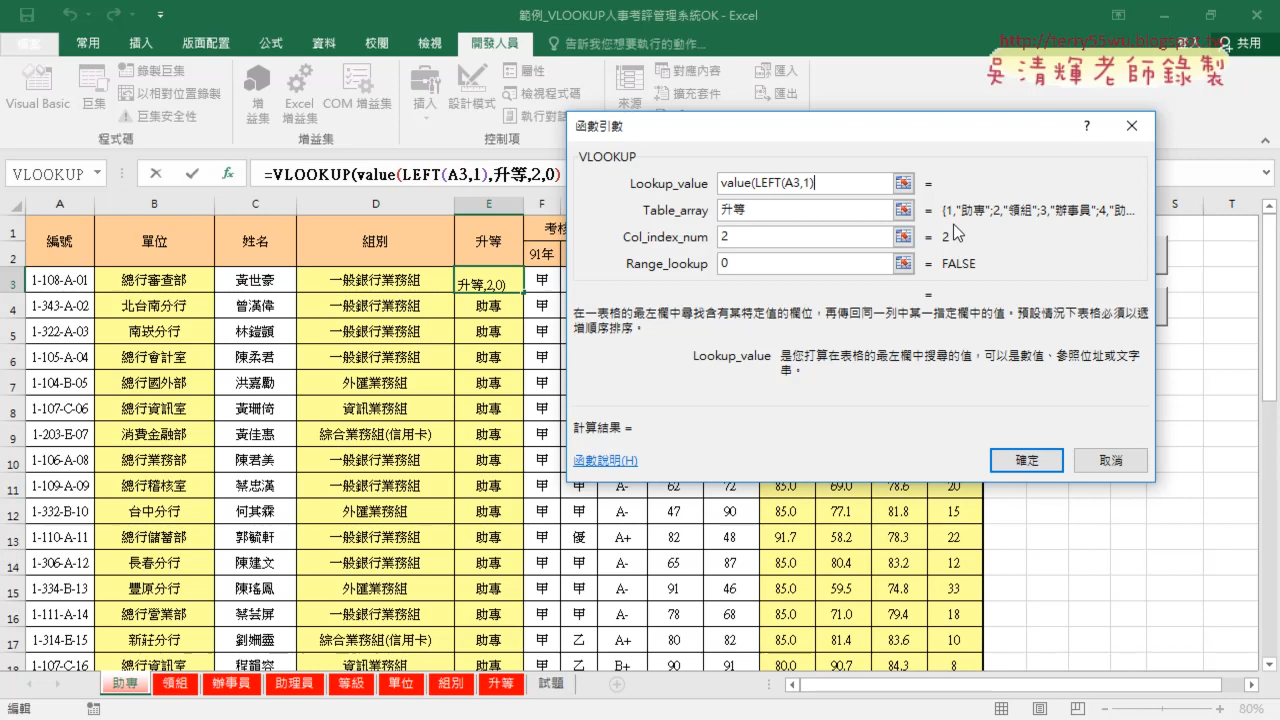 範例_VLOOKUP人事考評管理系統OK - Excel
http://terry55wu.blogspot.tw
吳清輝老師錄製
檔案 常用 插入 版面配置 公式 資料 校閱 檢視 開發人員 告訴我您想要執行的動作... 共用
Visual Basic 巨集 錄製巨集 以相對位置錄製 巨集安全性 程式碼
增益集 Excel 增益集 COM 增益集 增益集
插入 設計模式 屬性 檢視程式碼 執行對話 控制項
來源 對應內容 擴充套件 匯入 匯出
VLOOKUP =VLOOKUP(value(LEFT(A3,1),升等,2,0)
A B C D E F S T
編號 單位 姓名 組別 升等 考核
91年
1-108-A-01 總行審查部 黃世豪 一般銀行業務組 升等,2,0) 甲
1-343-A-02 北台南分行 曾漢偉 一般銀行業務組 助專 甲
1-322-A-03 南崁分行 林鎧顗 一般銀行業務組 助專 甲
1-105-A-04 總行會計室 陳柔君 一般銀行業務組 助專 甲
1-104-B-05 總行國外部 洪嘉勵 外匯業務組 助專 甲
1-107-C-06 總行資訊室 黃珊倚 資訊業務組 助專 甲
1-203-E-07 消費金融部 黃佳惠 綜合業務組(信用卡) 助專 甲
1-106-A-08 總行業務部 陳君美 一般銀行業務組 助專 甲
1-109-A-09 總行稽核室 蔡忠漢 一般銀行業務組 助專 甲 甲 A- 62 72 85.0 69.0 78.6 20
1-332-B-10 台中分行 何其霖 外匯業務組 助專 甲 甲 A- 47 90 85.0 77.1 81.8 15
1-110-A-11 總行儲蓄部 郭毓軒 一般銀行業務組 助專 甲 優 A+ 82 48 91.7 58.2 78.3 22
1-306-A-12 長春分行 陳建文 一般銀行業務組 助專 甲 甲 A- 65 87 85.0 80.4 83.2 12
1-334-B-13 豐原分行 陳瑤鳳 外匯業務組 助專 甲 甲 A- 91 46 85.0 59.5 74.8 33
1-111-A-14 總行營業部 蔡芸屏 一般銀行業務組 助專 甲 甲 A- 78 68 85.0 71.0 79.4 18
1-314-E-15 新莊分行 劉姍靈 綜合業務組(信用卡) 助專 甲 乙 A+ 80 82 85.0 81.4 83.6 10
1-107-C-16 總行資訊室 程韻容 資訊業務組 助專 甲 乙 B+ 90 91 80.0 90.7 84.3 8
函數引數 ?
VLOOKUP
Lookup_value value(LEFT(A3,1) =
Table_array 升等 = {1,"助專";2,"領組";3,"辦事員";4,"助...
Col_index_num 2 = 2
Range_lookup 0 = FALSE
=
在一表格的最左欄中尋找含有某特定值的欄位，再傳回同一列中某一指定欄中的值。預設情況下表格必須以遞
增順序排序。
Lookup_value 是您打算在表格的最左欄中搜尋的值，可以是數值、參照位址或文字
串。
計算結果 =
函數說明(H) 確定 取消
助專 領組 辦事員 助理員 等級 單位 組別 升等 試題
編輯 80%